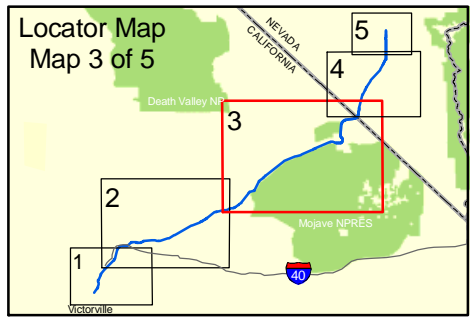 Locator Map
Map 3 of 5
NEVADA
CALIFORNIA
5
4
Death Valley NP
3
2
Mojave NPRES
1
40
Victorville